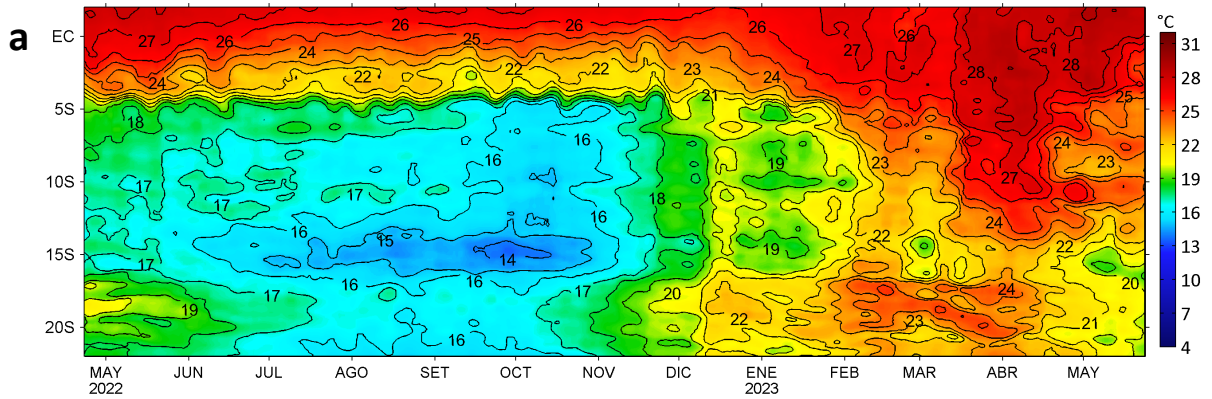 a
°C
EC
5S
10S
15S
20S
27 26 24 26 25 26 26 27 26 28 28
24 22 22 22 23 24 25
18 21 24
16 16 19 23 23
17 17 17 16 18 27
16 15 16 19 22 24 22
17 14 16 16 24
19 17 17 20 20
16 22 23 21
MAY JUN JUL AGO SET OCT NOV DIC ENE FEB MAR ABR MAY
2022 2023
31
28
25
22
19
16
13
10
7
4